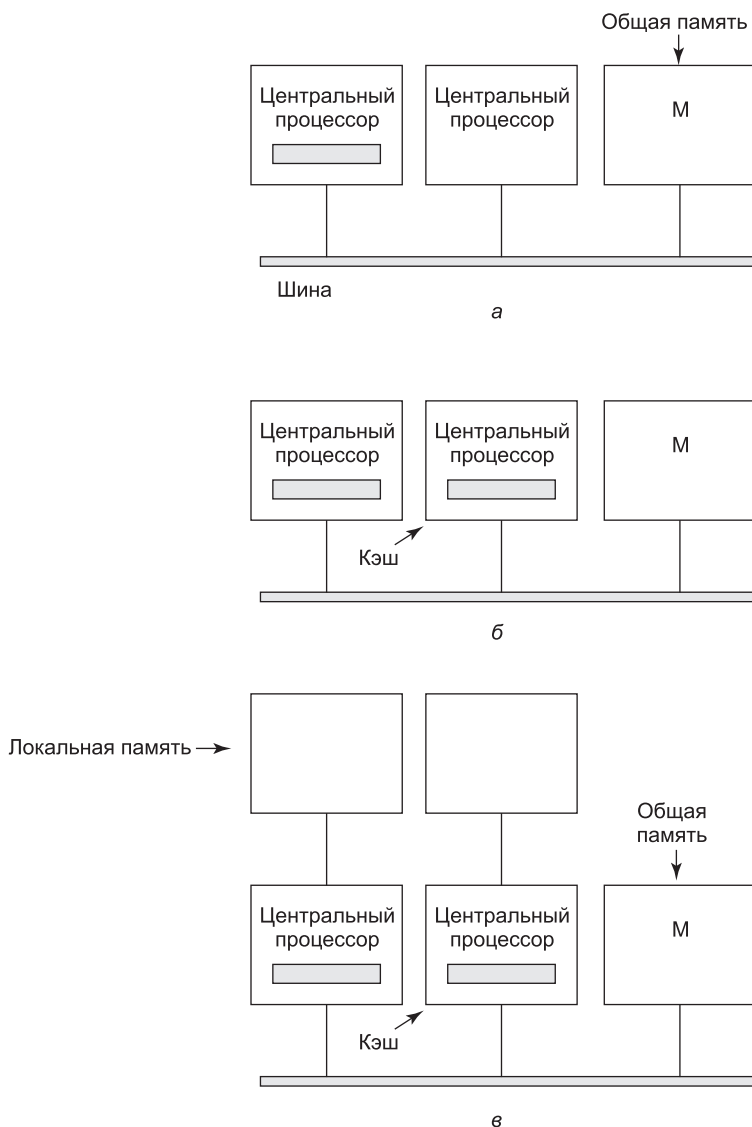 Общая память
Центральный
процессор
Центральный
процессор
М
Шина
а
Центральный
процессор
Центральный
процессор
М
Кэш
б
Локальная память
Общая
память
Центральный
процессор
Центральный
процессор
М
Кэш
в